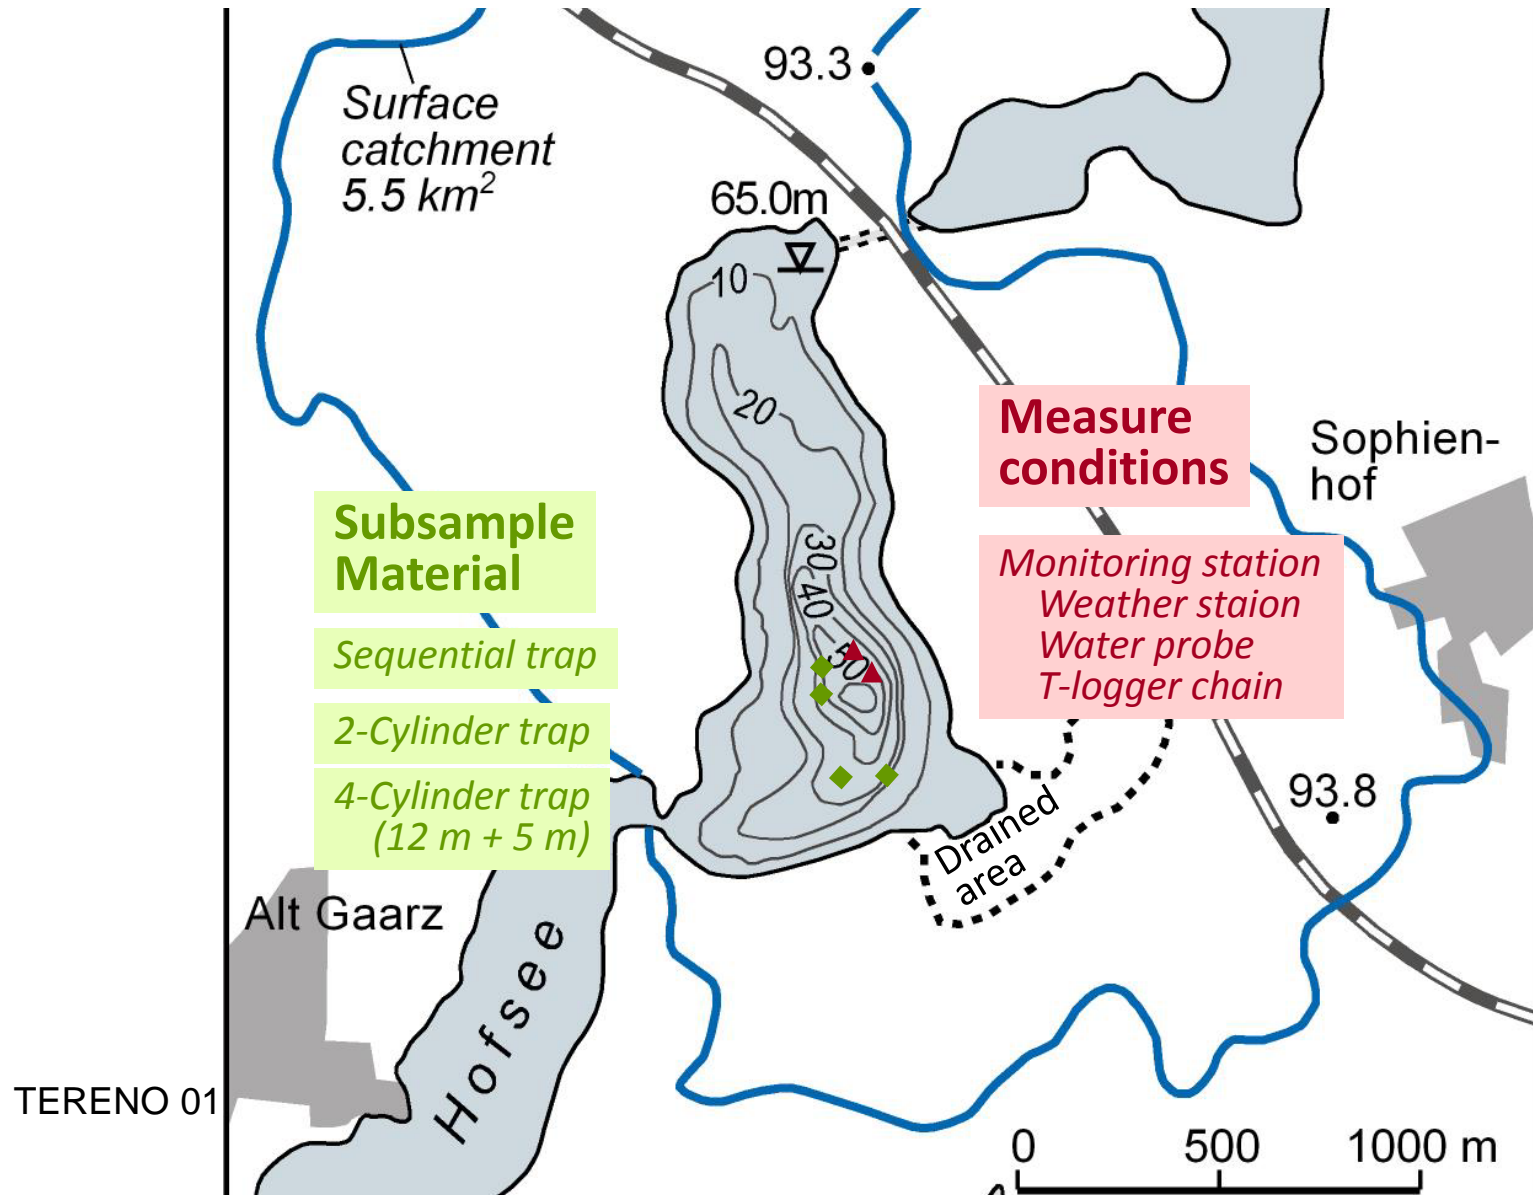 93.3
Surface
catchment
5.5 km²
65.0m
10
20
30
40
50
Measure
conditions
Monitoring station
Weather staion
Water probe
T-logger chain
Sophien-
hof
Subsample
Material
Sequential trap
2-Cylinder trap
4-Cylinder trap
(12 m + 5 m)
93.8
Drained
area
Alt Gaarz
Hofsee
TERENO 01
0 500 1000 m